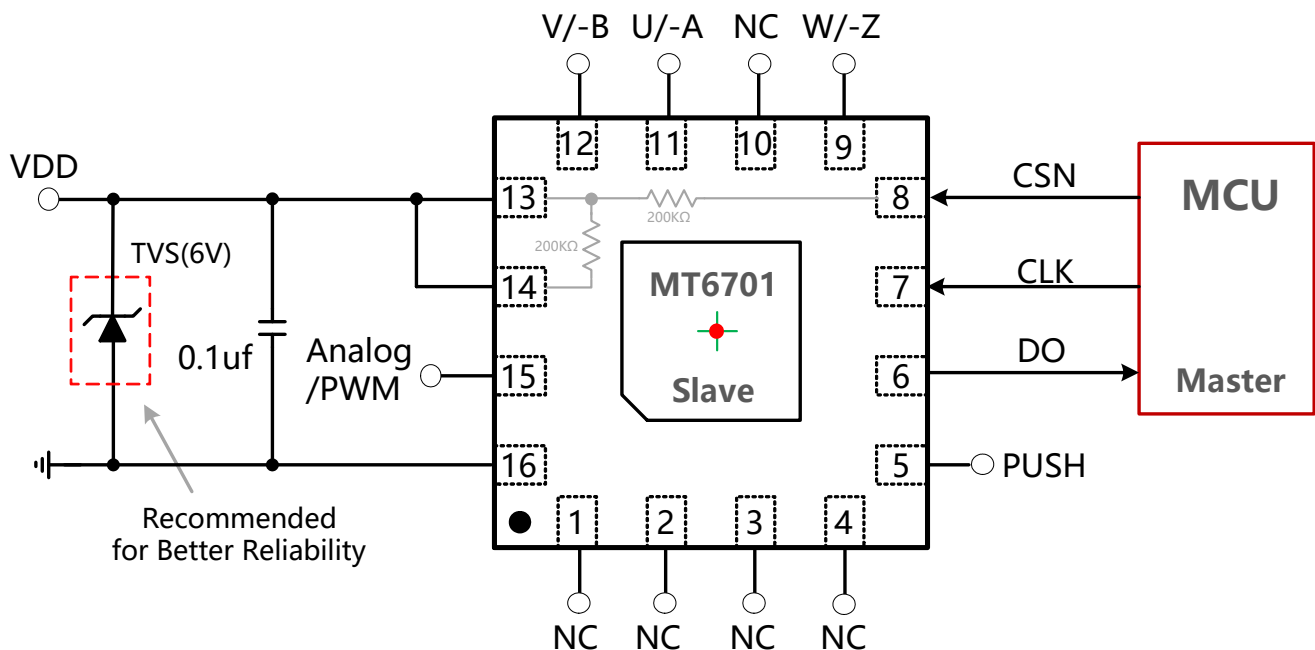 V/-B U/-A NC W/-Z
12 11 10 9
VDD
13
8
CSN
MCU
200KΩ
TVS(6V)
200KΩ
14
MT6701
7
CLK
0.1uf
Analog
/PWM
15
Slave
6
DO
Master
16
5
PUSH
Recommended
for Better Reliability
1 2 3 4
NC NC NC NC